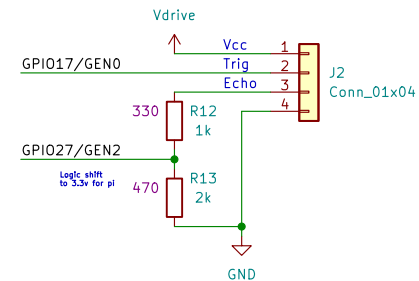 Vdrive
Vcc 1
GPIO17/GEN0 Trig 2 J2
Echo 3 Conn_01x04
330 R12 4
1k
GPIO27/GEN2
Logic shift
to 3.3v for pi
470 R13
2k
GND